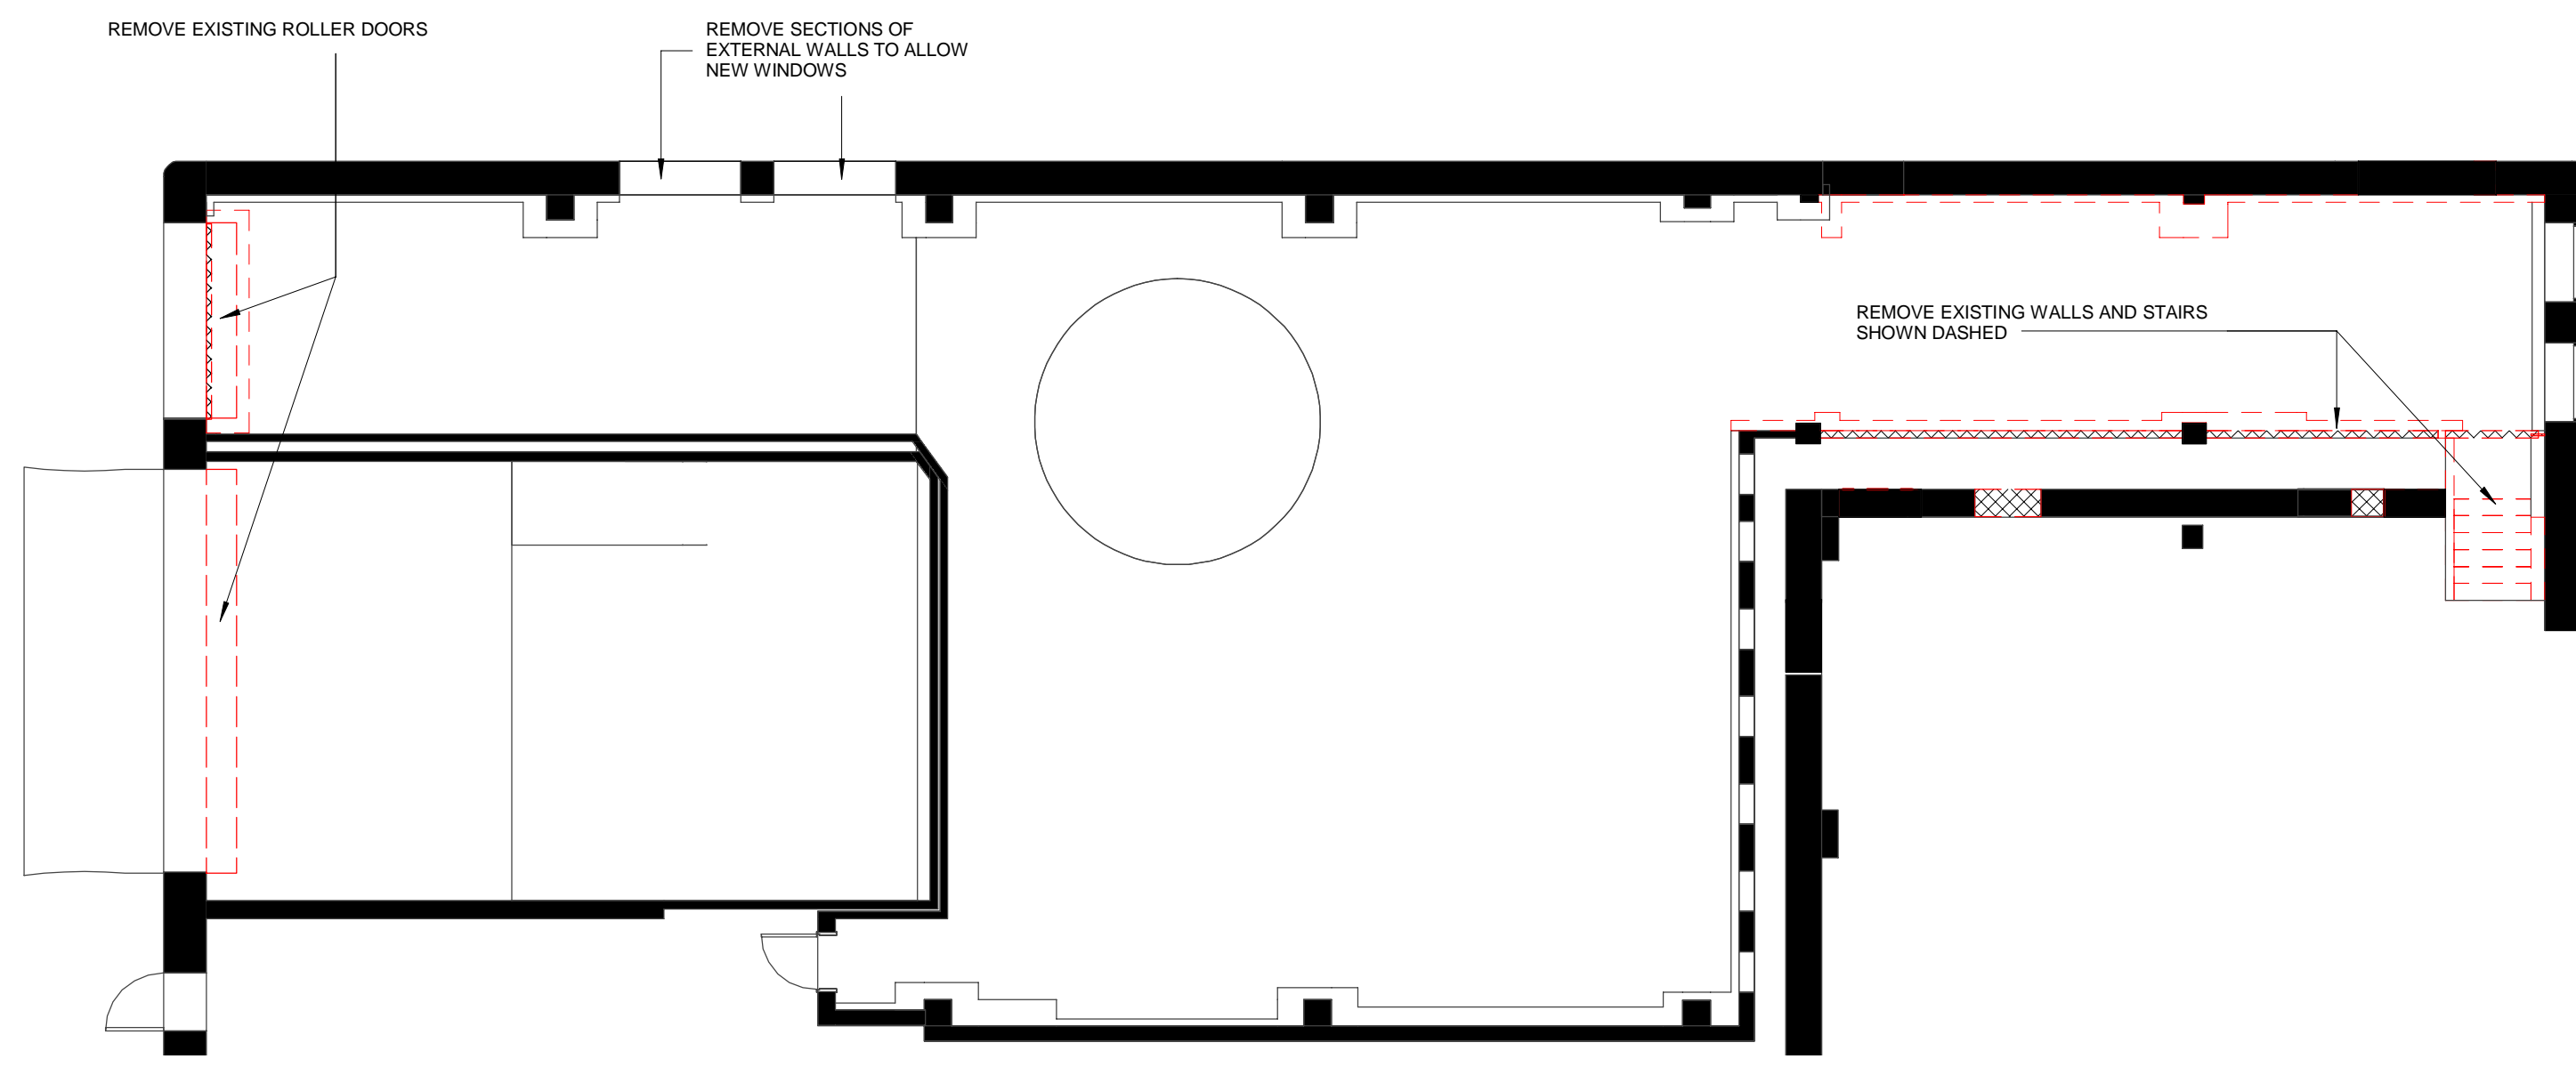 REMOVE EXISTING ROLLER DOORS
REMOVE SECTIONS OF
EXTERNAL WALLS TO ALLOW
NEW WINDOWS
REMOVE EXISTING WALLS AND STAIRS
SHOWN DASHED